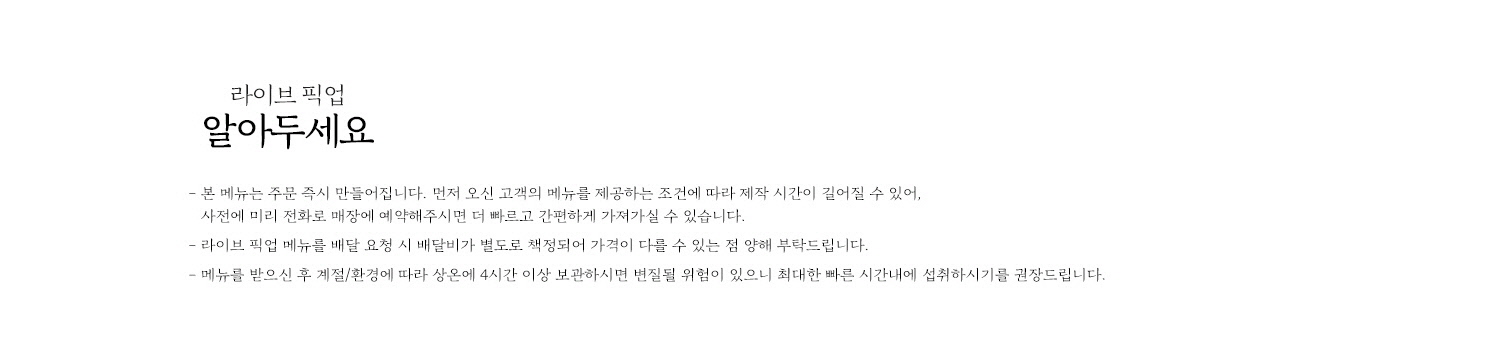 라이브 픽업
알아두세요
- 본 메뉴는 주문 즉시 만들어집니다. 먼저 오신 고객의 메뉴를 제공하는 조건에 따라 제작 시간이 길어질 수 있어,
사전에 미리 전화로 매장에 예약해주시면 더 빠르고 간편하게 가져가실 수 있습니다.
- 라이브 픽업 메뉴를 배달 요청 시 배달비가 별도로 책정되어 가격이 다를 수 있는 점 양해 부탁드립니다.
- 메뉴를 받으신 후 계절/환경에 따라 상온에 4시간 이상 보관하시면 변질될 위험이 있으니 최대한 빠른 시간내에 섭취하시기를 권장드립니다.